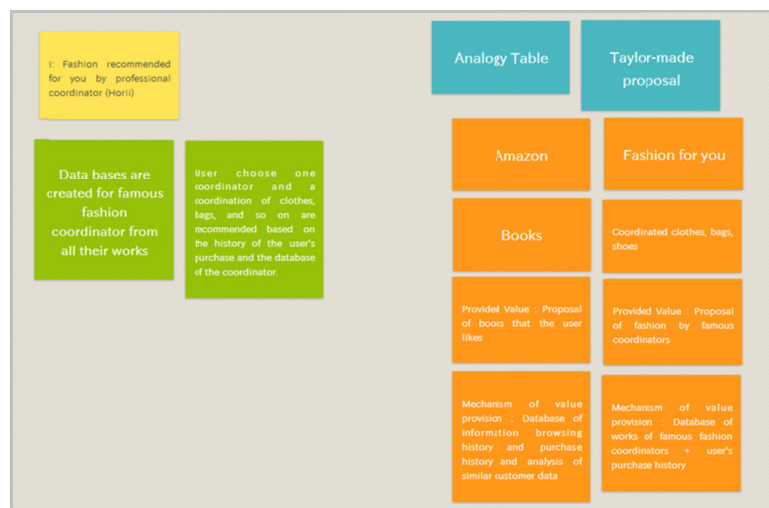 I: Fashion recommended
for you by professional
coordinator (Horii)
Data bases are
created for famous
fashion
coordinator from
all their works
User choose one
coordinator and a
coordination of clothes,
bags, and so on are
recommended based on
the history of the user's
purchase and the database
of the coordinator.
Analogy Table
Taylor-made
proposal
Amazon
Fashion for you
Books
Coordinated clothes, bags,
shoes
Provided Value : Proposal
of books that the user
likes
Provided Value : Proposal
of fashion by famous
coordinators
Mechanism of value
provision : Database of
information browsing
history and purchase
history and analysis of
similar customer data
Mechanism of value
provision : Database of
works of famous fashion
coordinators + user's
purchase history